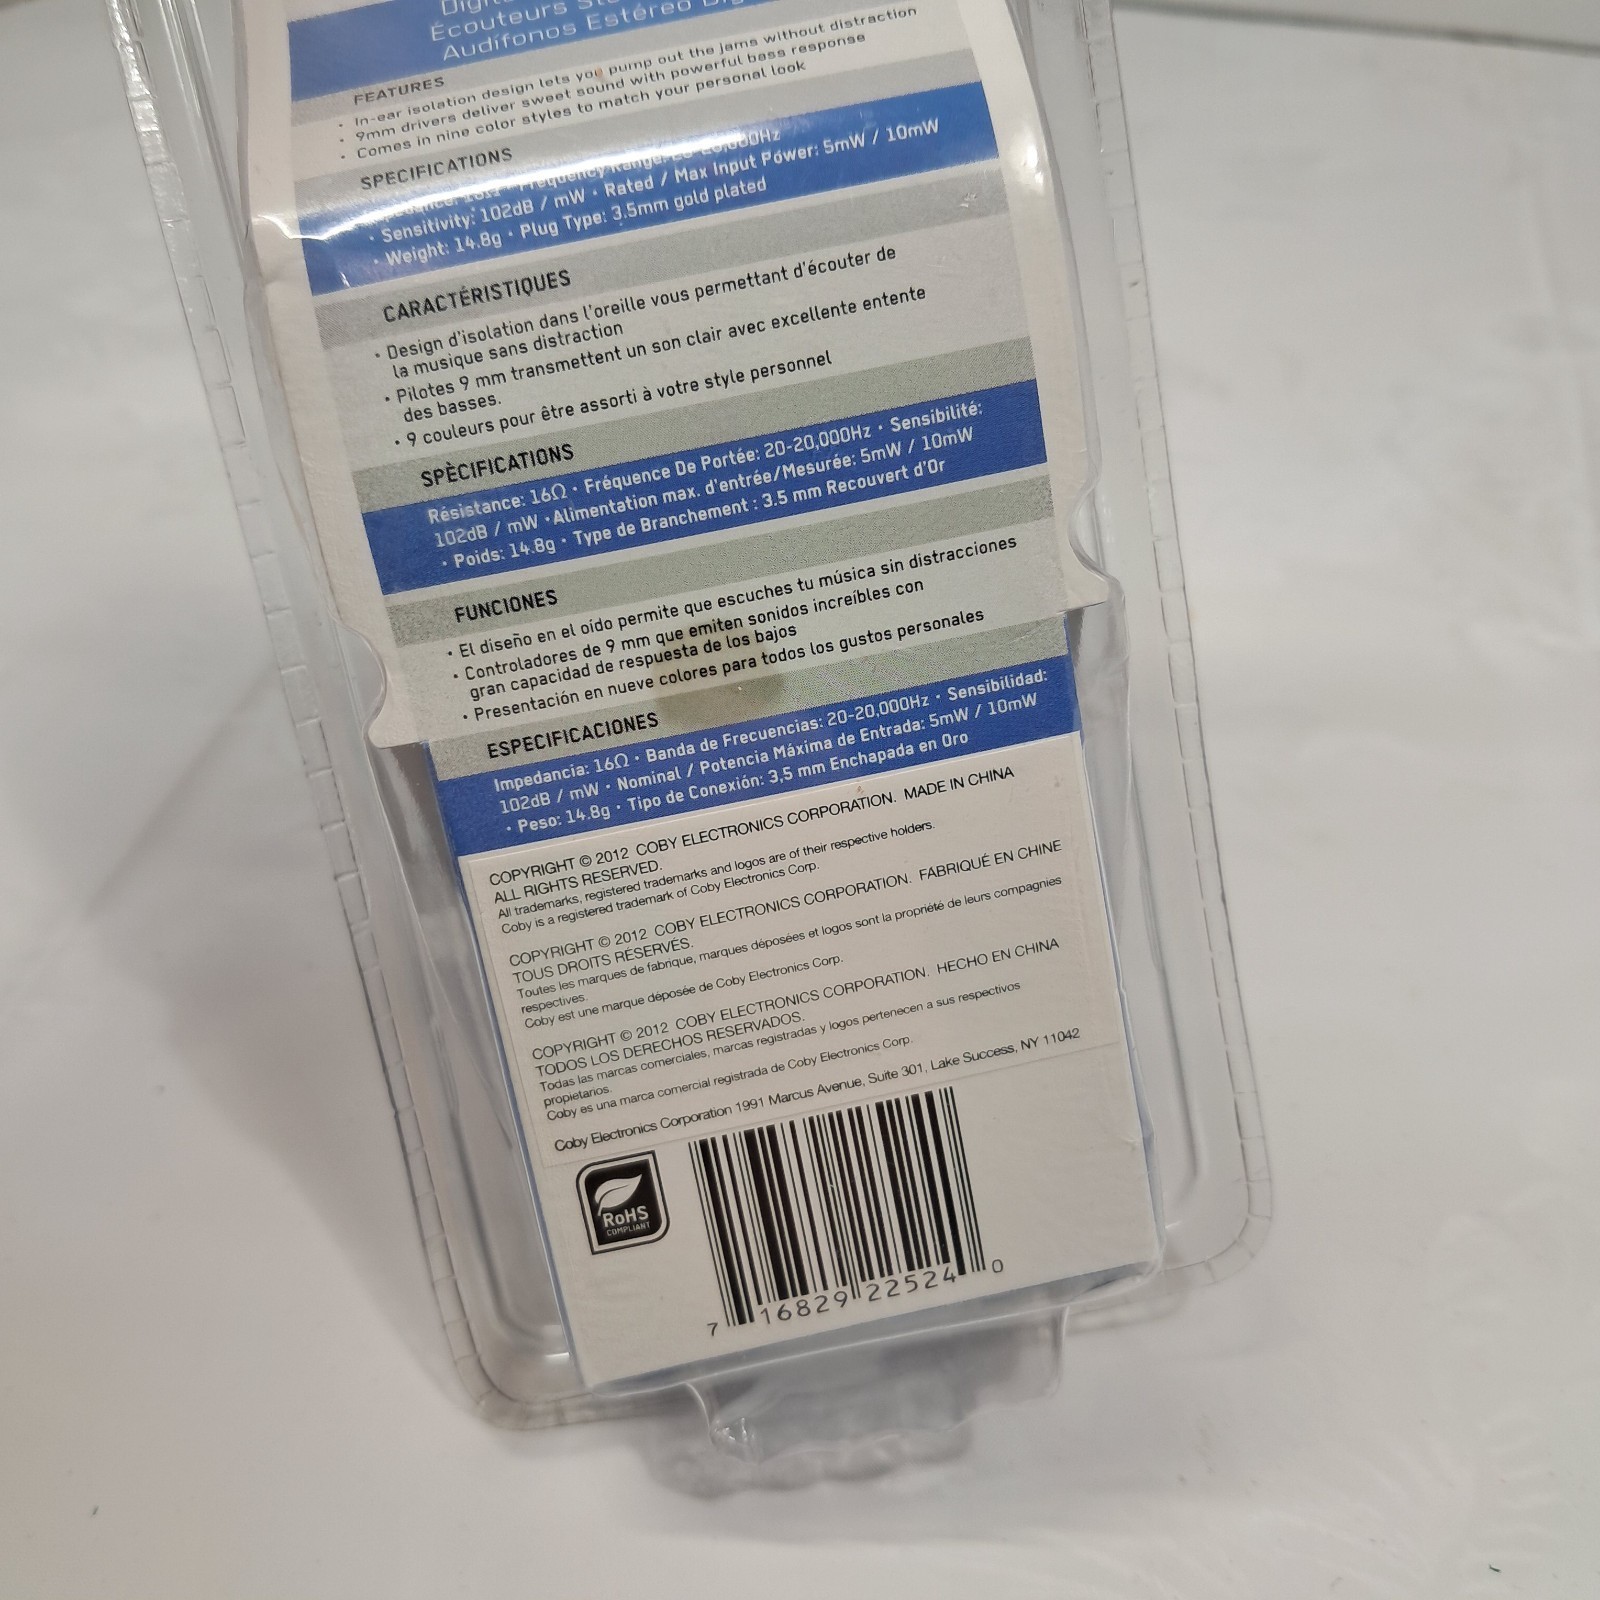 Écouteurs
Audífonos Estéreo
FEATURES
· In-ear isolation design lets you pump out the jams without distraction
· 9mm drivers deliver sweet sound with powerful bass response
· Comes in nine color styles to match your personal look
SPECIFICATIONS
16Ω · Frequency Range: 20-20,000Hz
· Sensitivity: 102dB / mW · Rated / Max Input Power: 5mW / 10mW
· Weight: 14.8g · Plug Type: 3.5mm gold plated
CARACTÉRISTIQUES
· Design d'isolation dans l'oreille vous permettant d'écouter de
la musique sans distraction
· Pilotes 9 mm transmettent un son clair avec excellente entente
des basses.
· 9 couleurs pour être assorti à votre style personnel
SPÈCIFICATIONS
Résistance: 16Ω · Fréquence De Portée: 20-20,000Hz · Sensibilité:
102dB / mW · Alimentation max. d'entrée/Mesurée: 5mW / 10mW
· Poids: 14.8g · Type de Branchement : 3.5 mm Recouvert d'Or
FUNCIONES
· El diseño en el oído permite que escuches tu música sin distracciones
· Controladores de 9 mm que emiten sonidos increíbles con
gran capacidad de respuesta de los bajos
· Presentación en nueve colores para todos los gustos personales
ESPECIFICACIONES
Impedancia: 16Ω · Banda de Frecuencias: 20-20,000Hz · Sensibilidad:
102dB / mW · Nominal / Potencia Máxima de Entrada: 5mW / 10mW
· Peso: 14.8g · Tipo de Conexión: 3,5 mm Enchapada en Oro
COPYRIGHT © 2012 COBY ELECTRONICS CORPORATION. MADE IN CHINA
ALL RIGHTS RESERVED.
All trademarks, registered trademarks and logos are of their respective holders.
Coby is a registered trademark of Coby Electronics Corp.
COPYRIGHT © 2012 COBY ELECTRONICS CORPORATION. FABRIQUÉ EN CHINE
TOUS DROITS RÉSERVÉS.
Toutes les marques de fabrique, marques déposées et logos sont la propriété de leurs compagnies
respectives.
Coby est une marque déposée de Coby Electronics Corp.
COPYRIGHT © 2012 COBY ELECTRONICS CORPORATION. HECHO EN CHINA
TODOS LOS DERECHOS RESERVADOS.
Todas las marcas comerciales, marcas registradas y logos pertenecen a sus respectivos
propietarios.
Coby es una marca comercial registrada de Coby Electronics Corp.
Coby Electronics Corporation 1991 Marcus Avenue, Suite 301, Lake Success, NY 11042
RoHS
COMPLIANT
7 16829 22524 0